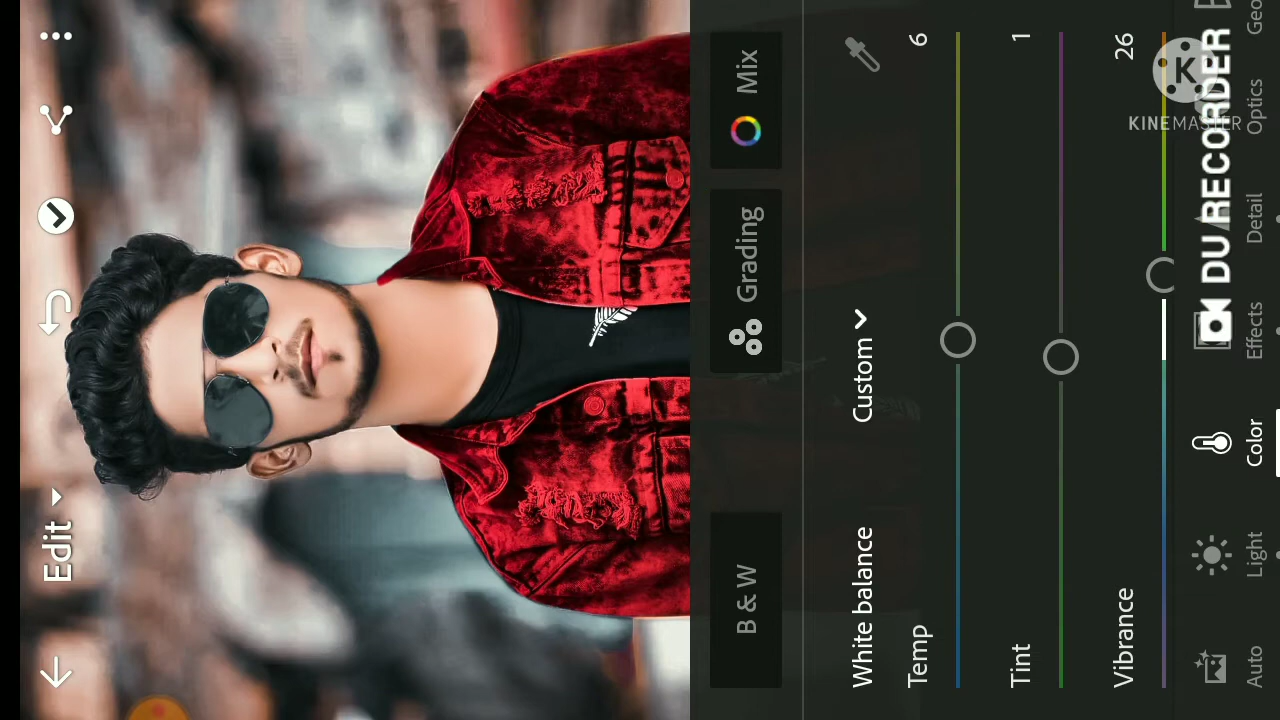 Edit
B & W
Grading
Mix
White balance
Custom
Temp
6
Tint
1
Vibrance
26
KINEMASTER
K
DU RECORDER
Auto
Light
Color
Effects
Detail
Optics
Geo